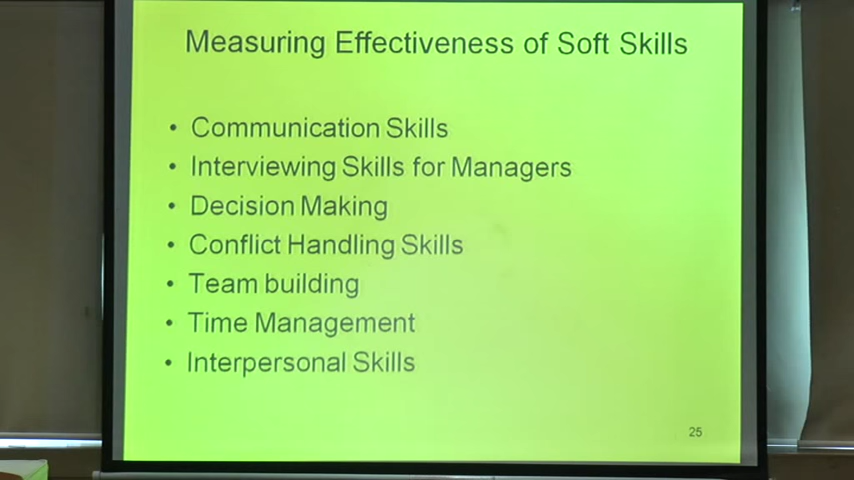 Measuring Effectiveness of Soft Skills
• Communication Skills
• Interviewing Skills for Managers
• Decision Making
• Conflict Handling Skills
• Team building
• Time Management
• Interpersonal Skills
25